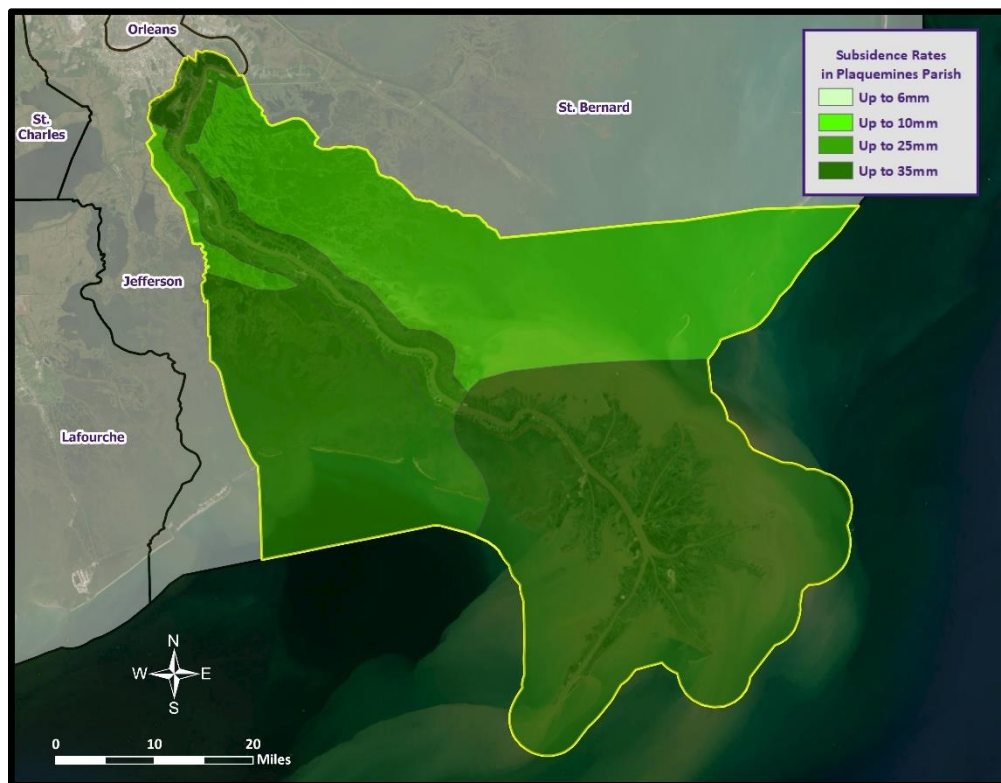 Orleans
St. Bernard
St.
Charles
Jefferson
Lafourche
Subsidence Rates
in Plaquemines Parish
Up to 6mm
Up to 10mm
Up to 25mm
Up to 35mm
N
W E
S
0 10 20
Miles